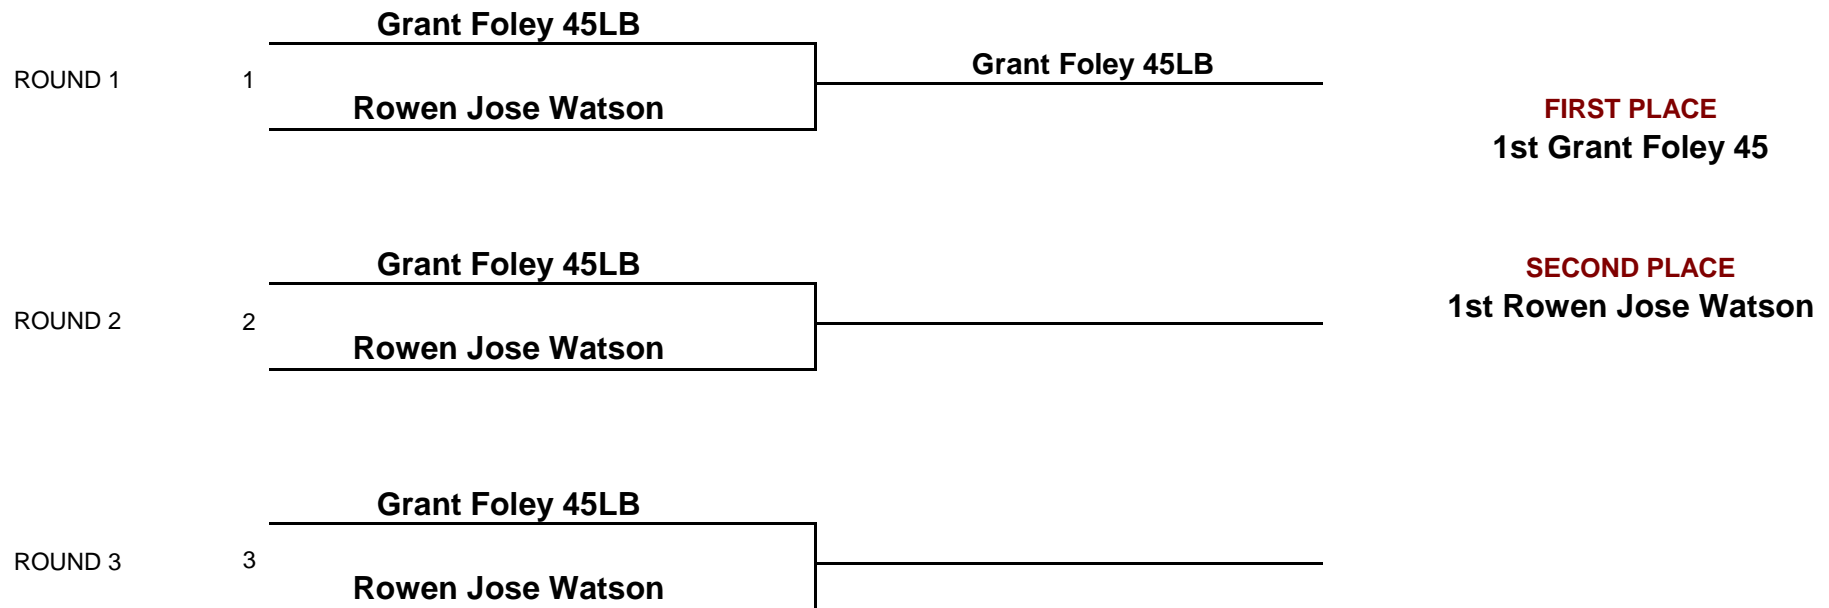 Grant Foley 45LB
ROUND 1 1 Grant Foley 45LB
Rowen Jose Watson
FIRST PLACE
1st Grant Foley 45
Grant Foley 45LB
SECOND PLACE
1st Rowen Jose Watson
ROUND 2 2
Rowen Jose Watson
Grant Foley 45LB
ROUND 3 3
Rowen Jose Watson